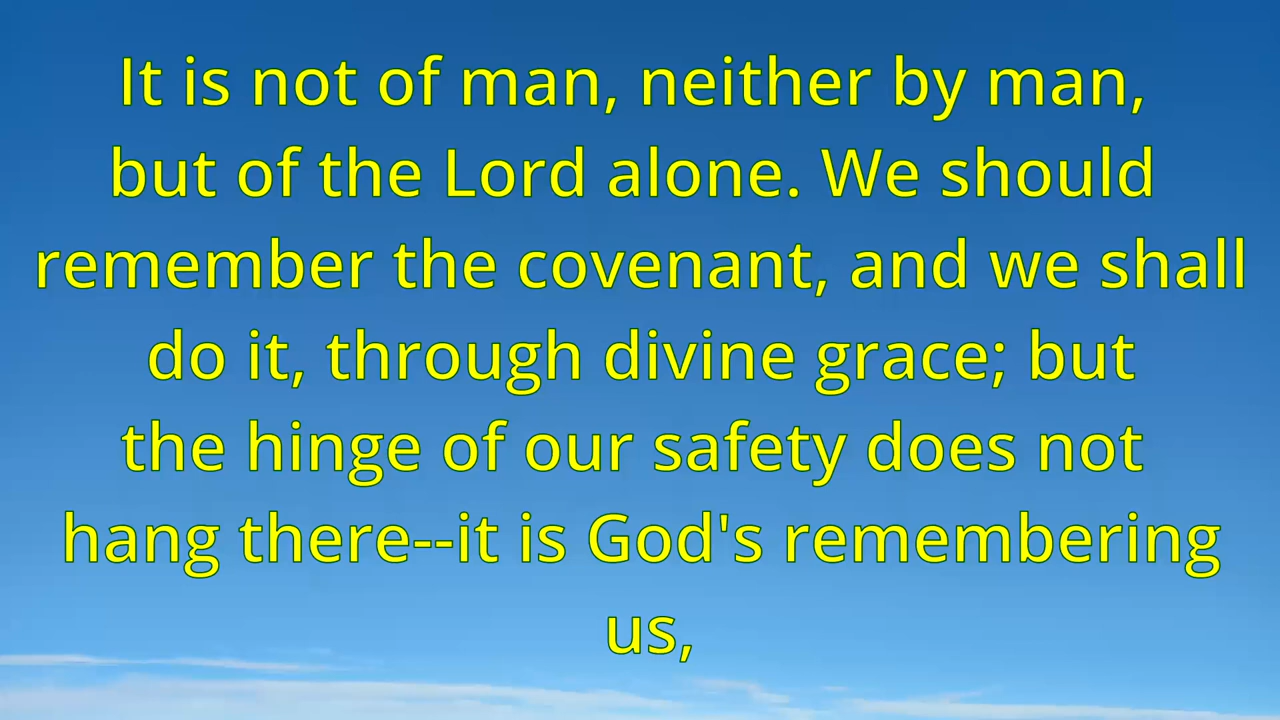 It is not of man, neither by man,
but of the Lord alone. We should
remember the covenant, and we shall
do it, through divine grace; but
the hinge of our safety does not
hang there--it is God's remembering
us,